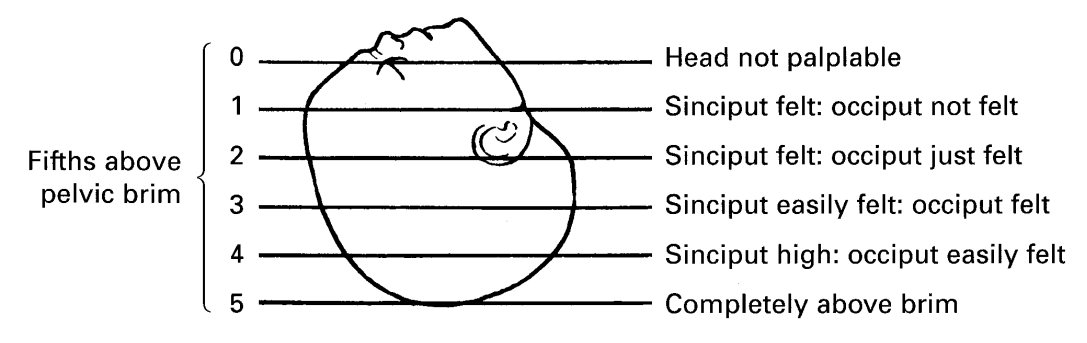 Fifths above
pelvic brim
0 Head not palplable
1 Sinciput felt: occiput not felt
2 Sinciput felt: occiput just felt
3 Sinciput easily felt: occiput felt
4 Sinciput high: occiput easily felt
5 Completely above brim